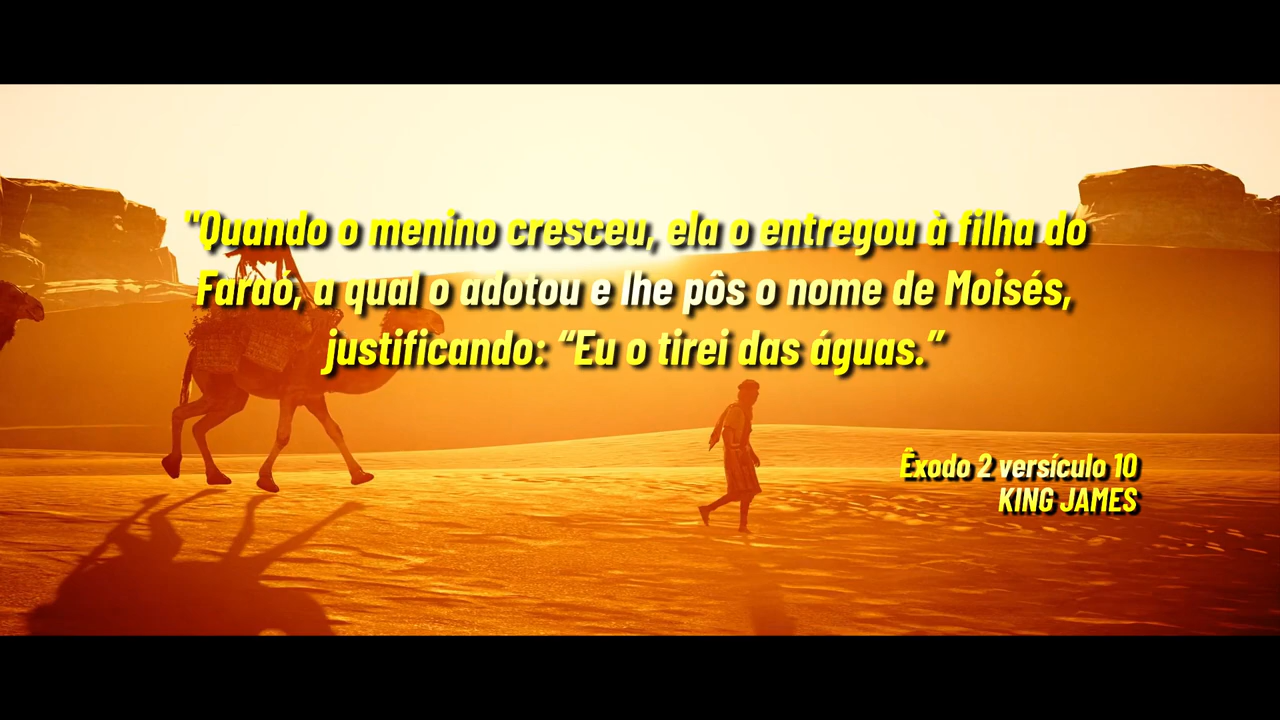 "Quando o menino cresceu, ela o entregou à filha do
Faraó, a qual o adotou e lhe pôs o nome de Moisés,
justificando: “Eu o tirei das águas.”
Êxodo 2 versículo 10
KING JAMES